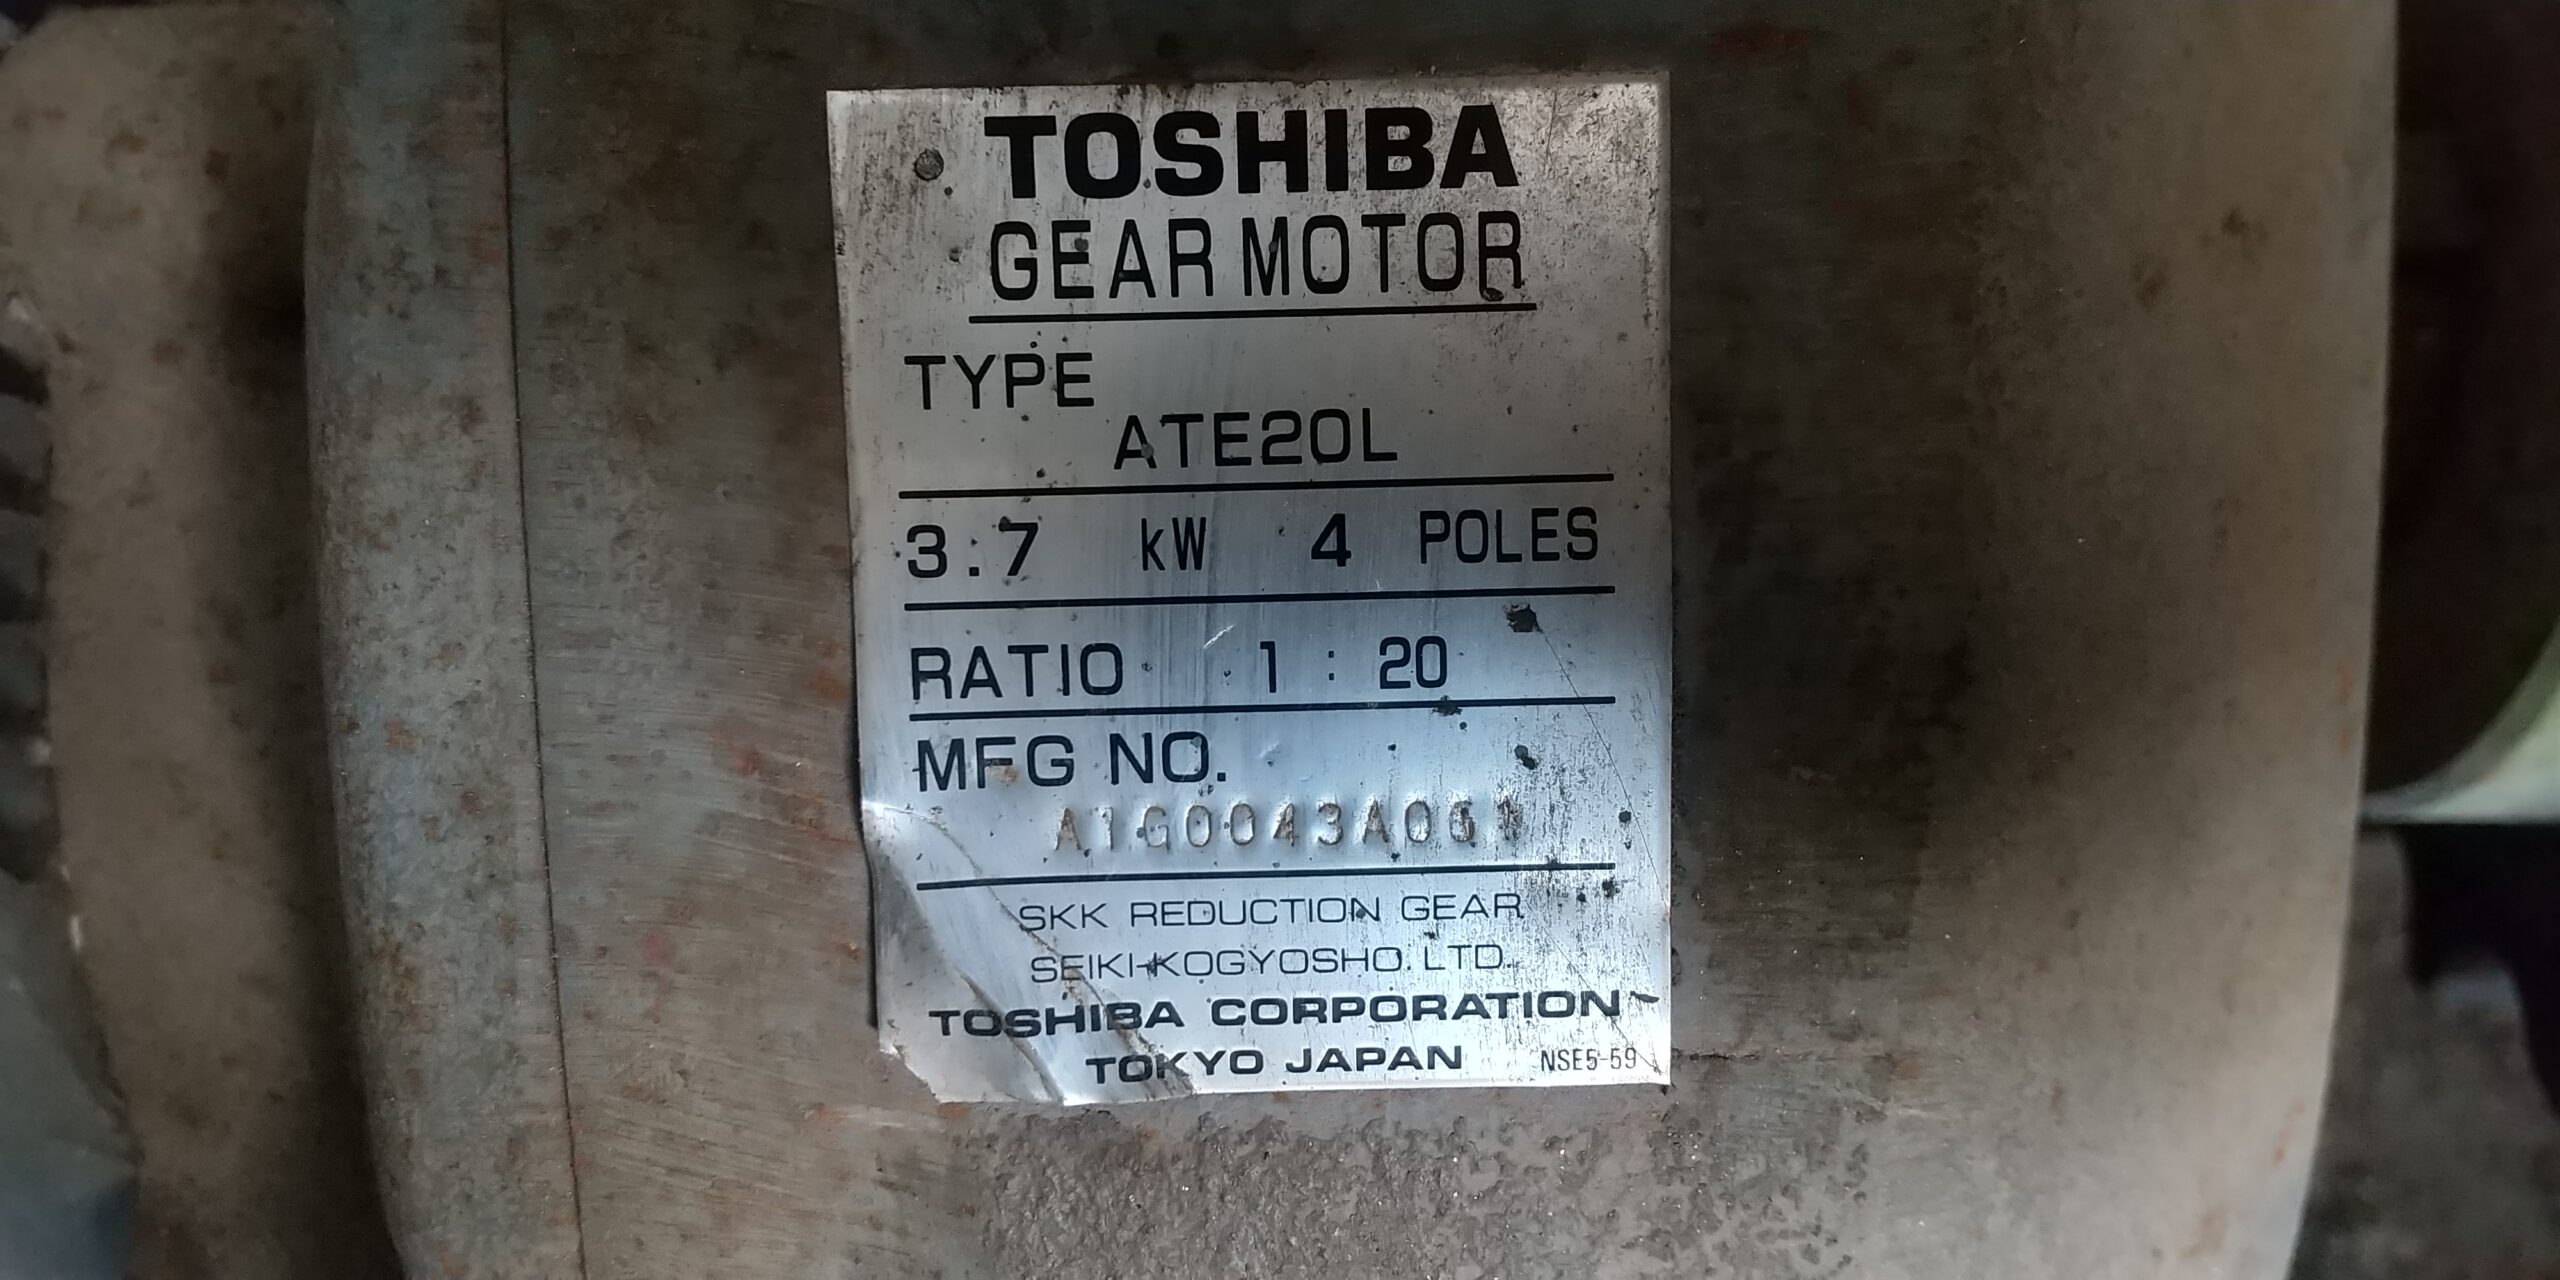 TOSHIBA
GEAR MOTOR
TYPE
ATE20L
3.7 kW 4 POLES
RATIO 1 : 20
MFG NO.
SKK REDUCTION GEAR
SEIKI-KOGYOSHO. LTD.
TOSHIBA CORPORATION
TOKYO JAPAN NSE5-59